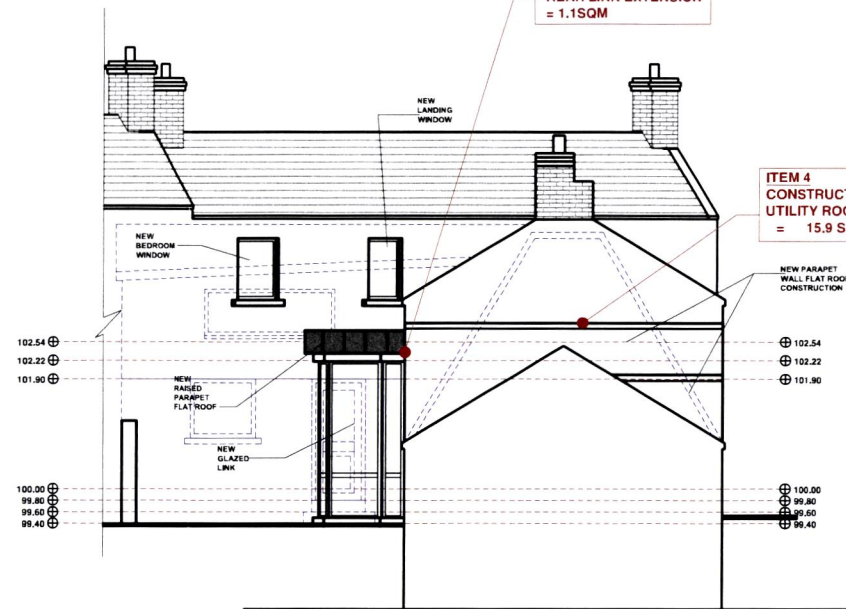 REAR LINK EXTENSION
= 1.1SQM
NEW
LANDING
WINDOW
ITEM 4
CONSTRUCT
UTILITY ROO
= 15.9 S
NEW
BEDROOM
WINDOW
NEW PARAPET
WALL FLAT ROOF
CONSTRUCTION
102.54
102.22
101.90
102.54
102.22
101.90
NEW
RAISED
PARAPET
FLAT ROOF
NEW
GLAZED
LINK
100.00
99.80
99.60
99.40
100.00
99.80
99.60
99.40